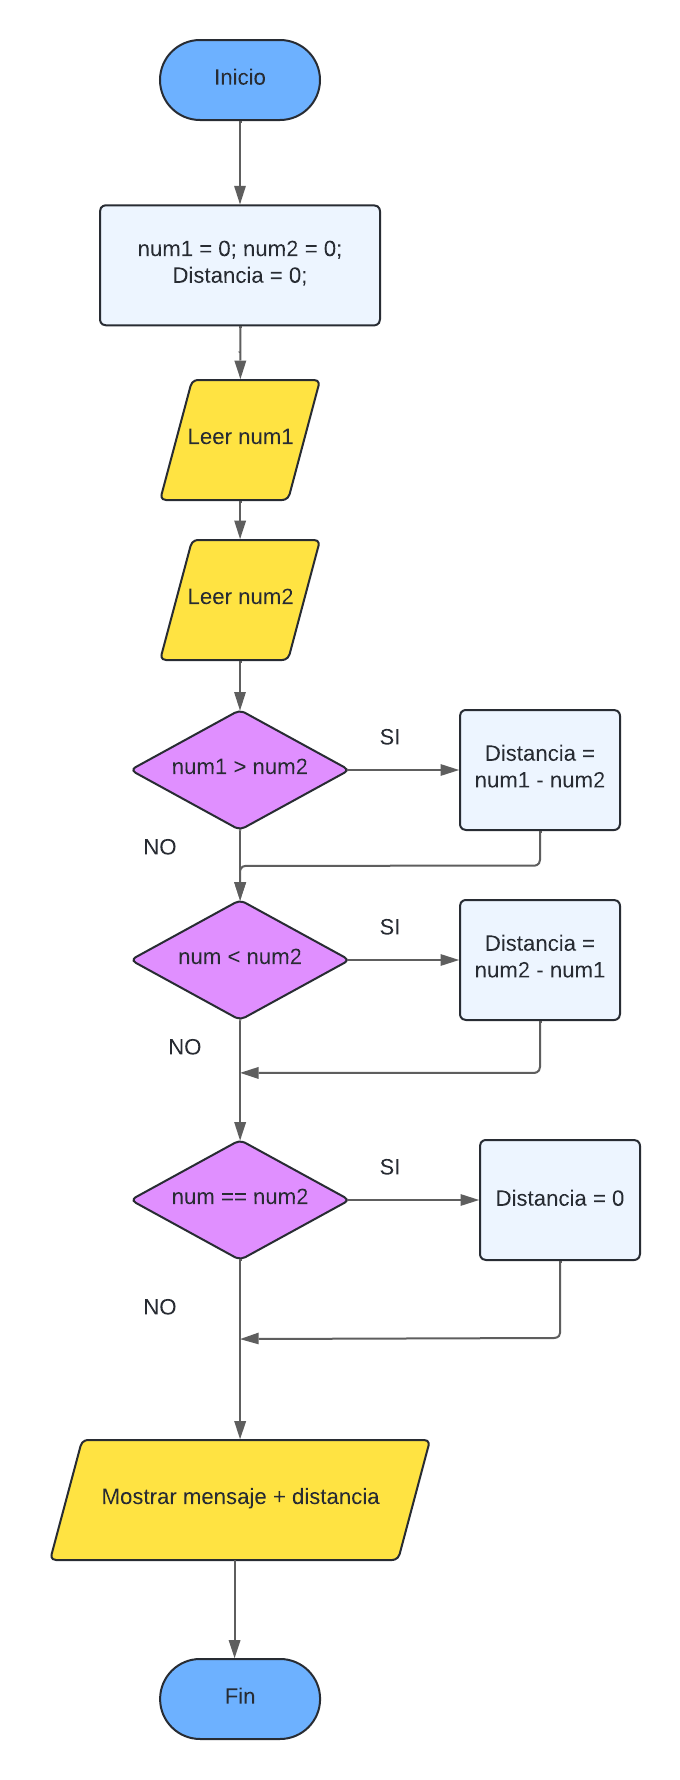 Inicio
num1 = 0; num2 = 0;
Distancia = 0;
Leer num1
Leer num2
num1 > num2
SI
Distancia =
num1 - num2
NO
num < num2
SI
Distancia =
num2 - num1
NO
num == num2
SI
Distancia = 0
NO
Mostrar mensaje + distancia
Fin